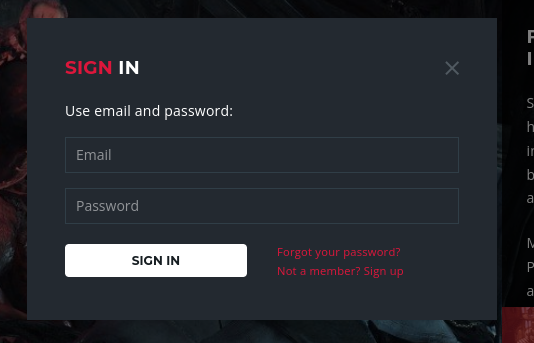 SIGN IN
Use email and password:
Email
Password
SIGN IN
Forgot your password?
Not a member? Sign up